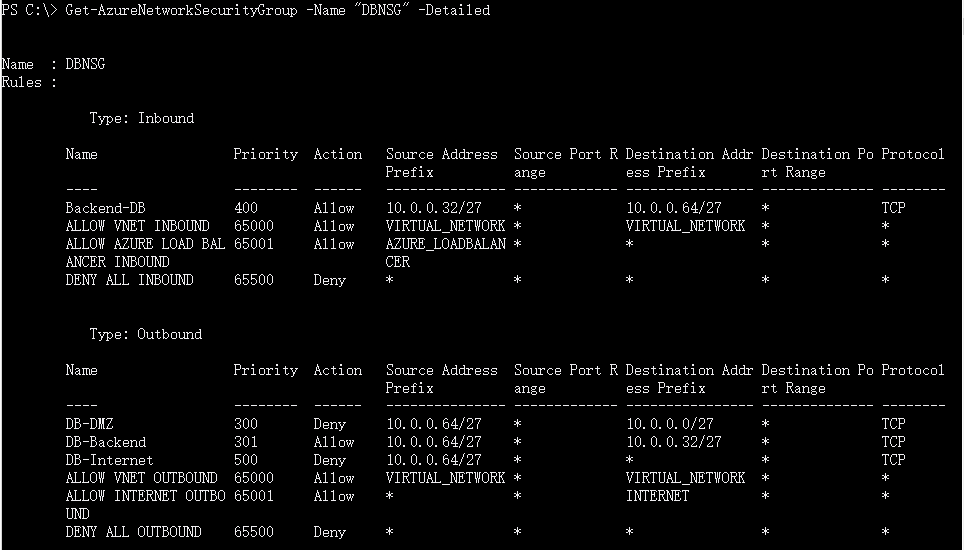 PS C:\> Get-AzureNetworkSecurityGroup -Name "DBNSG" -Detailed
Name : DBNSG
Rules :
Type: Inbound
Name Priority Action Source Address Source Port R Destination Addr Destination Po Protocol
Prefix ange ess Prefix rt Range
---- -------- ------ --------------- ------------- ---------------- -------------- --------
Backend-DB 400 Allow 10.0.0.32/27 * 10.0.0.64/27 * TCP
ALLOW VNET INBOUND 65000 Allow VIRTUAL_NETWORK * VIRTUAL_NETWORK * *
ALLOW AZURE LOAD BAL 65001 Allow AZURE_LOADBALAN * * * *
ANCER INBOUND CER
DENY ALL INBOUND 65500 Deny * * * * *
Type: Outbound
Name Priority Action Source Address Source Port R Destination Addr Destination Po Protocol
Prefix ange ess Prefix rt Range
---- -------- ------ --------------- ------------- ---------------- -------------- --------
DB-DMZ 300 Deny 10.0.0.64/27 * 10.0.0.0/27 * TCP
DB-Backend 301 Allow 10.0.0.64/27 * 10.0.0.32/27 * TCP
DB-Internet 500 Deny 10.0.0.64/27 * * * TCP
ALLOW VNET OUTBOUND 65000 Allow VIRTUAL_NETWORK * VIRTUAL_NETWORK * *
ALLOW INTERNET OUTBO 65001 Allow * * INTERNET * *
UND
DENY ALL OUTBOUND 65500 Deny * * * * *